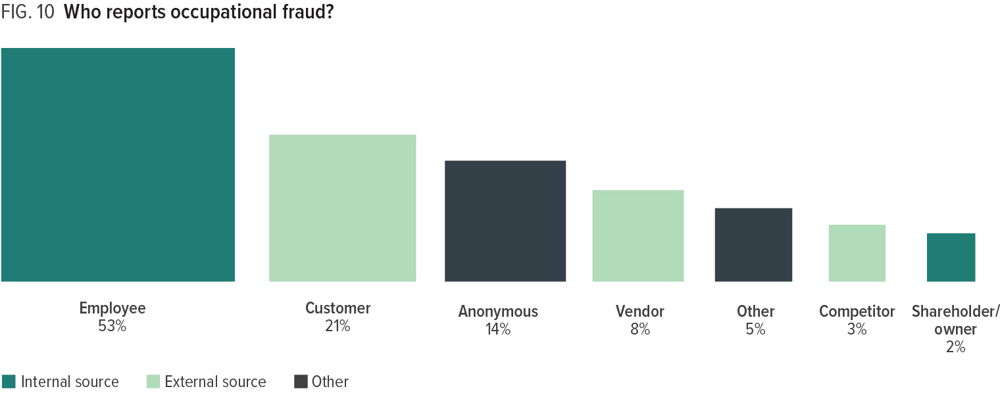 FIG. 10 Who reports occupational fraud?
Employee
53%
Customer
21%
Anonymous
14%
Vendor
8%
Other
5%
Competitor
3%
Shareholder/
owner
2%
Internal source
External source
Other